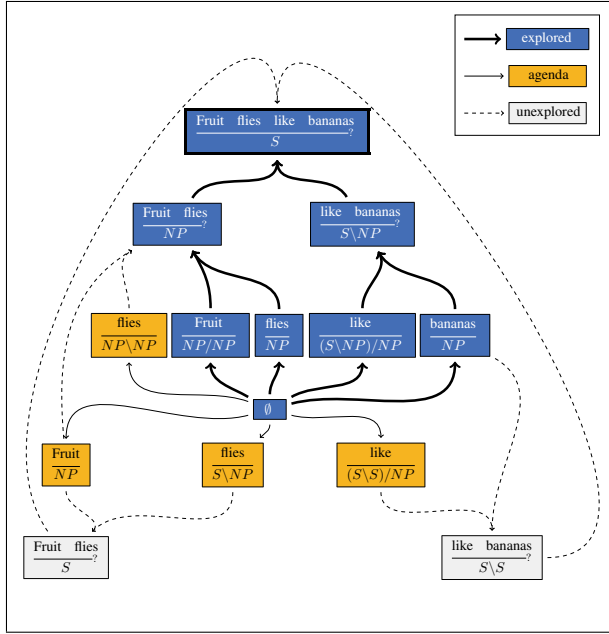 explored
agenda
unexplored
Fruit flies like bananas
S
?
Fruit flies
NP
?
like bananas
S\NP
?
flies
NP\NP
Fruit
NP/NP
flies
NP
like
(S\NP)/NP
bananas
NP
∅
Fruit
NP
flies
S\NP
like
(S\S)/NP
Fruit flies
S
?
like bananas
S\S
?